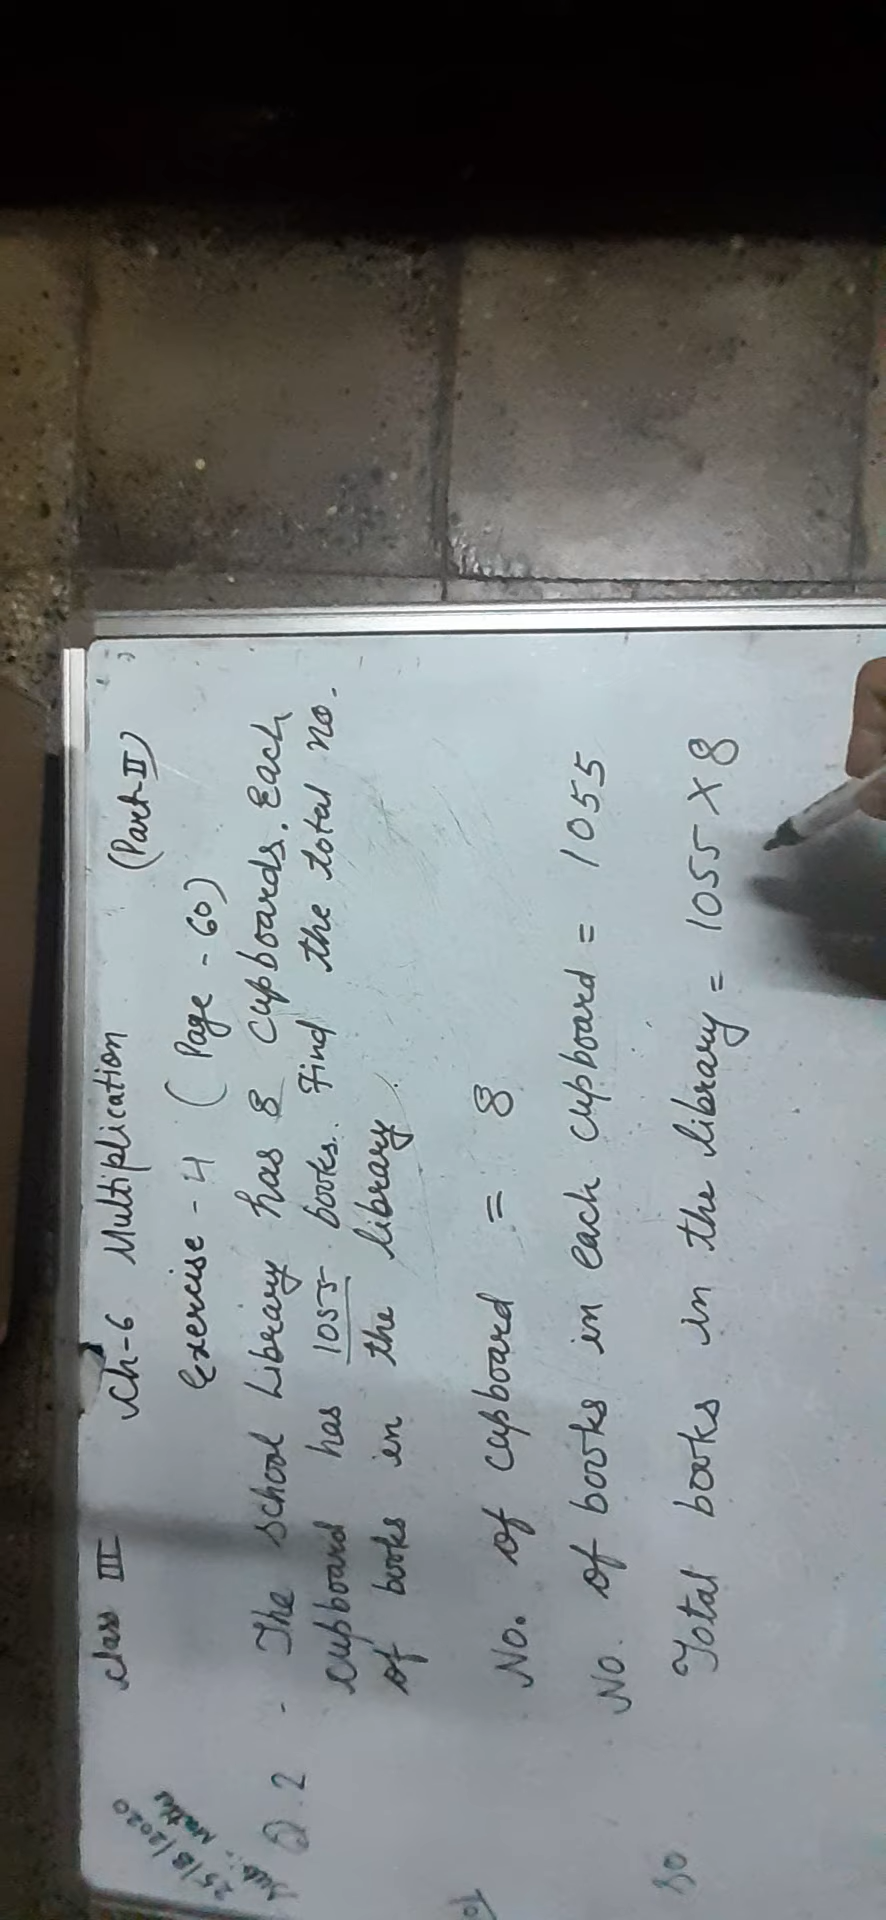 25/8/2020
Sub:. Maths
class III Ch-6 Multiplication (Part-II)
Exercise - 4 (Page - 60)
Q.2 - The school Library has 8 cupboards. Each
cupboard has 1055 books. Find the total no.
of books in the library.
No. of cupboard = 8
No. of books in each cupboard = 1055
So Total books in the library = 1055 x 8